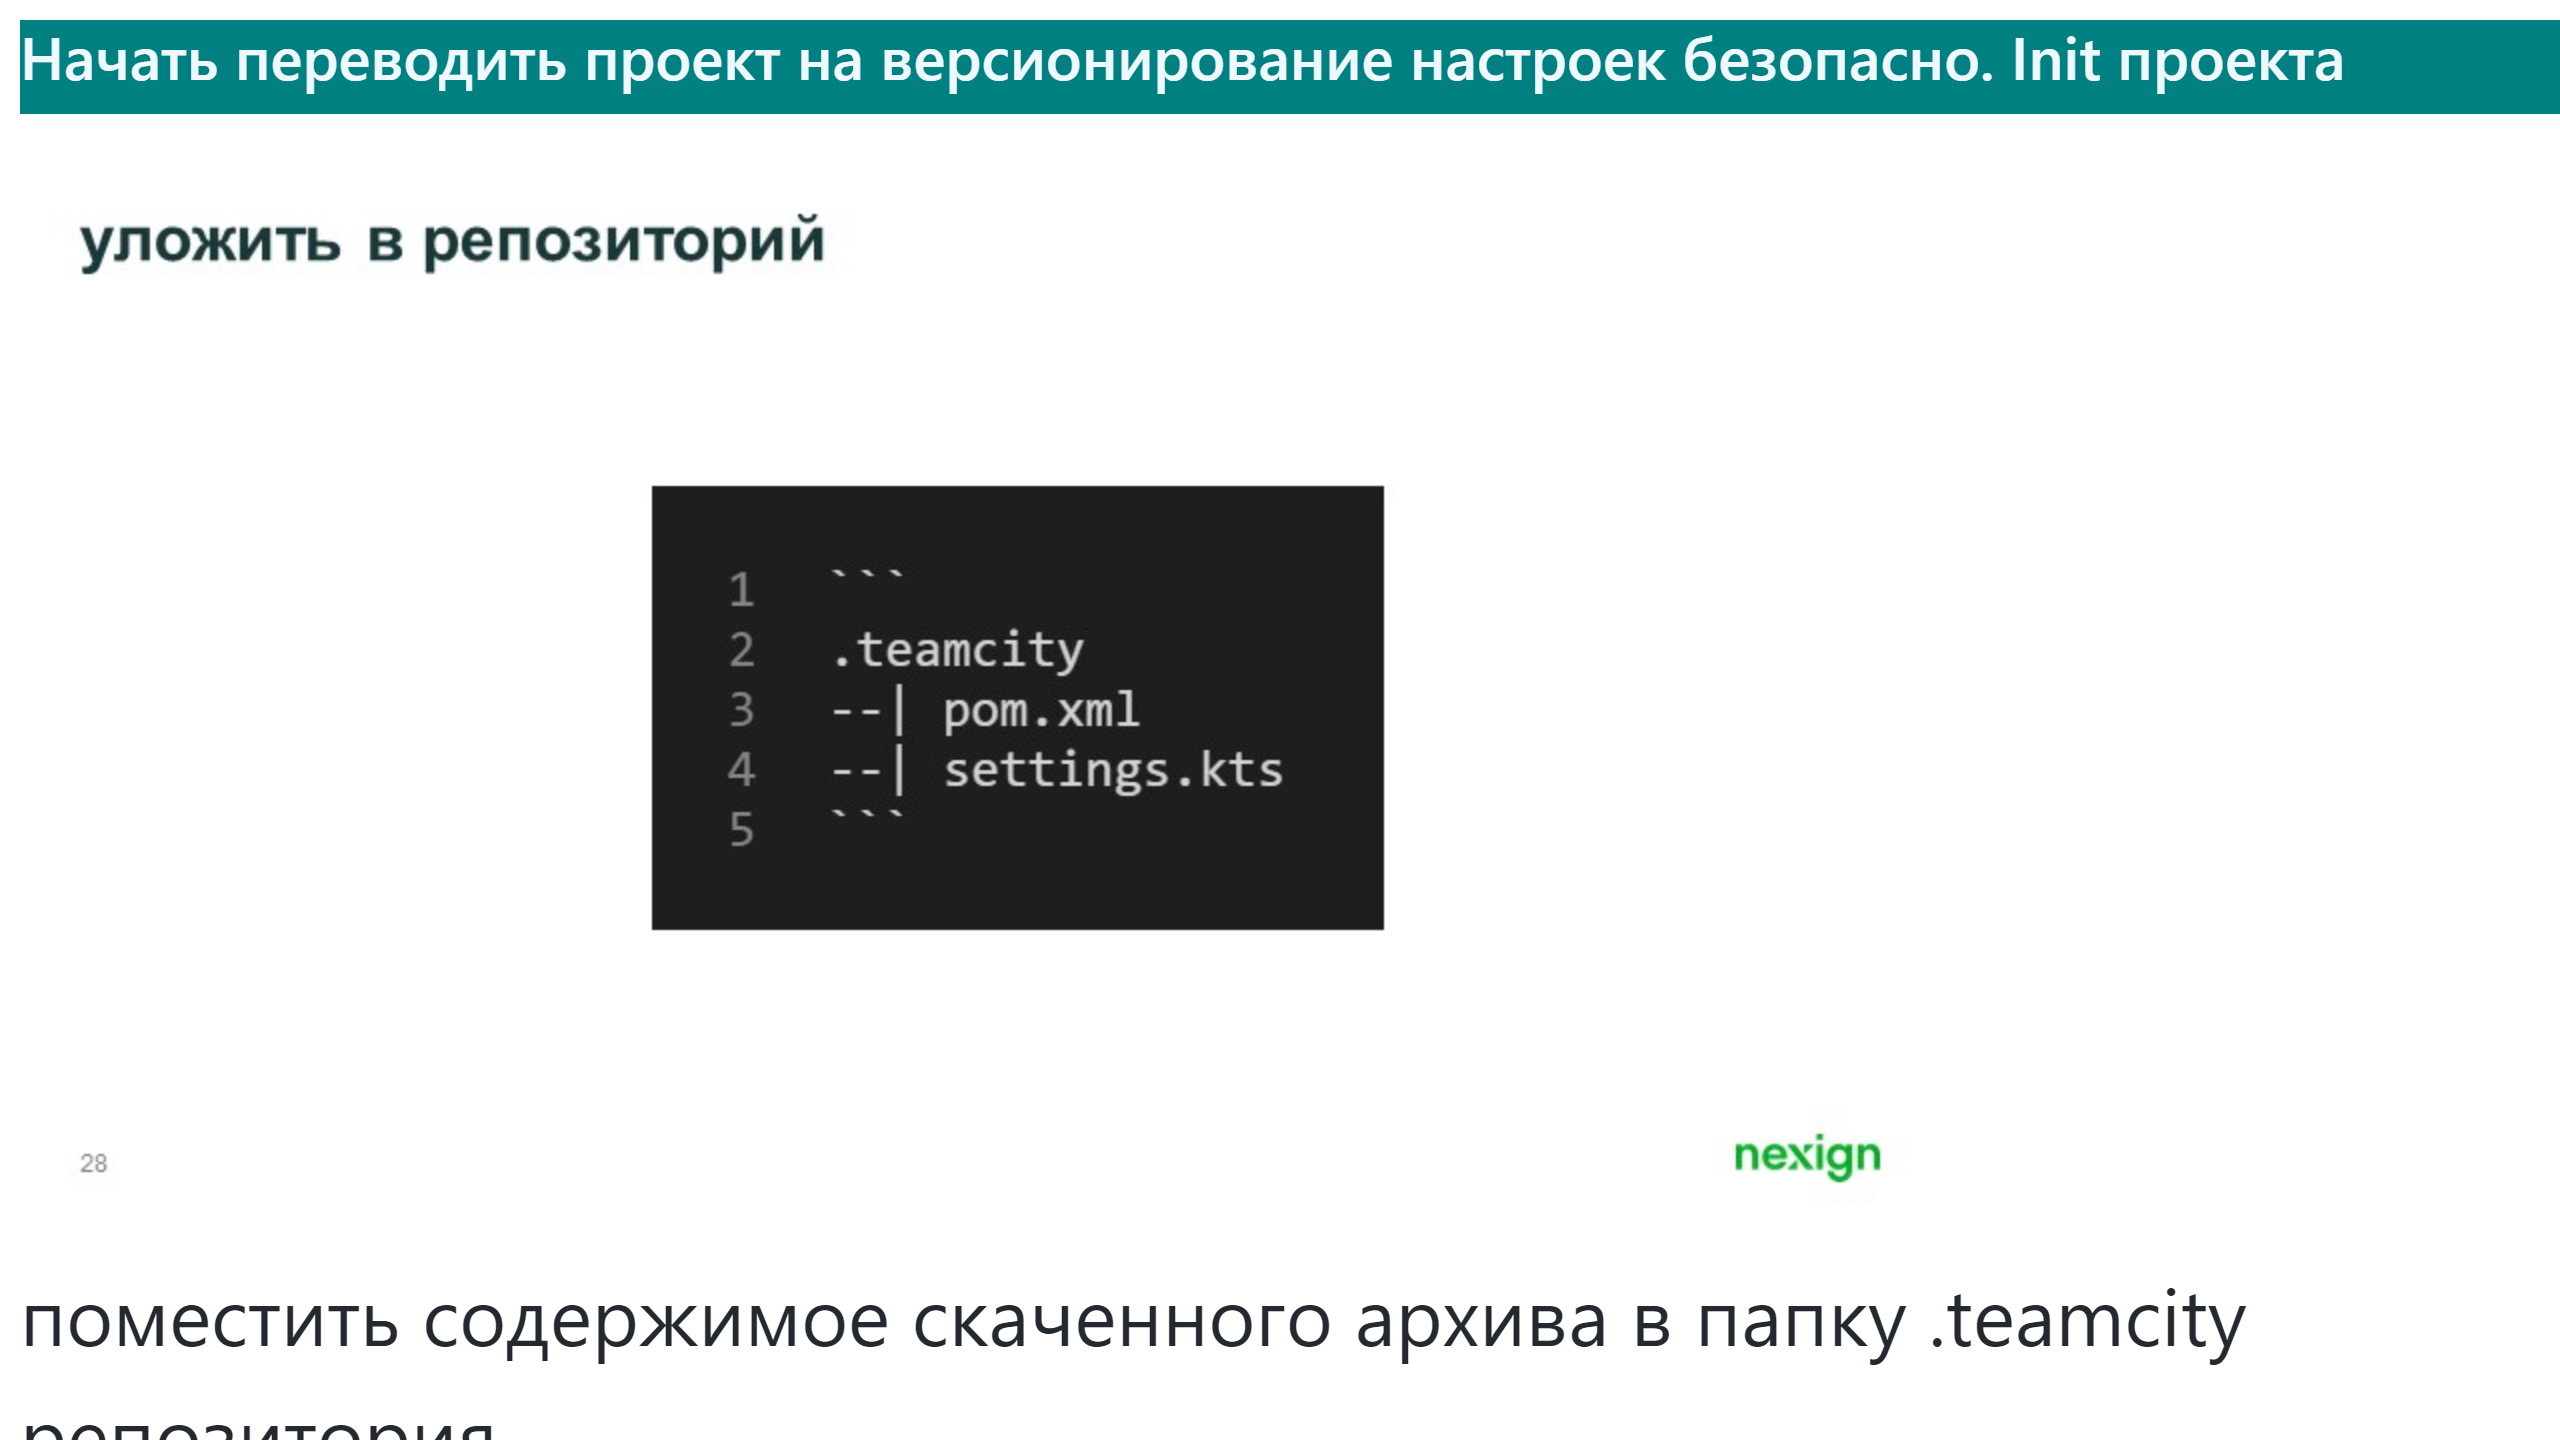 Начать переводить проект на версионирование настроек безопасно. Init проекта
уложить в репозиторий
1 ```
2 .teamcity
3 --| pom.xml
4 --| settings.kts
5 ```
28
nexign
поместить содержимое скаченного архива в папку .teamcity
репозитория